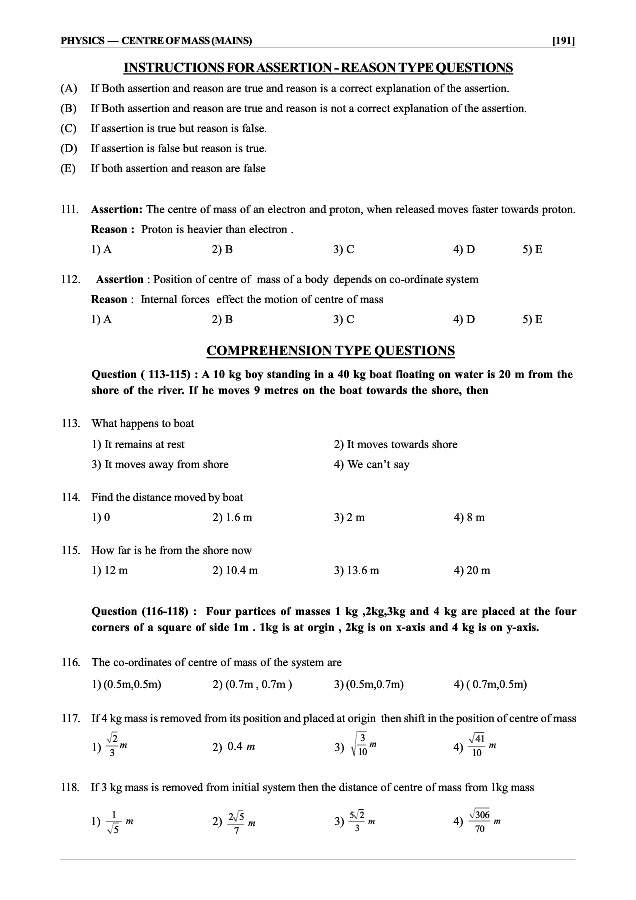 PHYSICS — CENTRE OF MASS (MAINS) [191]
INSTRUCTIONS FOR ASSERTION - REASON TYPE QUESTIONS
(A) If Both assertion and reason are true and reason is a correct explanation of the assertion.
(B) If Both assertion and reason are true and reason is not a correct explanation of the assertion.
(C) If assertion is true but reason is false.
(D) If assertion is false but reason is true.
(E) If both assertion and reason are false
111. Assertion: The centre of mass of an electron and proton, when released moves faster towards proton.
Reason : Proton is heavier than electron .
1) A 2) B 3) C 4) D 5) E
112. Assertion : Position of centre of mass of a body depends on co-ordinate system
Reason : Internal forces effect the motion of centre of mass
1) A 2) B 3) C 4) D 5) E
COMPREHENSION TYPE QUESTIONS
Question ( 113-115) : A 10 kg boy standing in a 40 kg boat floating on water is 20 m from the
shore of the river. If he moves 9 metres on the boat towards the shore, then
113. What happens to boat
1) It remains at rest 2) It moves towards shore
3) It moves away from shore 4) We can't say
114. Find the distance moved by boat
1) 0 2) 1.6 m 3) 2 m 4) 8 m
115. How far is he from the shore now
1) 12 m 2) 10.4 m 3) 13.6 m 4) 20 m
Question (116-118) : Four partices of masses 1 kg ,2kg,3kg and 4 kg are placed at the four
corners of a square of side 1m . 1kg is at orgin , 2kg is on x-axis and 4 kg is on y-axis.
116. The co-ordinates of centre of mass of the system are
1) (0.5m,0.5m) 2) (0.7m , 0.7m ) 3) (0.5m,0.7m) 4) ( 0.7m,0.5m)
117. If 4 kg mass is removed from its position and placed at origin then shift in the position of centre of mass
1) √2/3 m 2) 0.4 m 3) √(3/10) m 4) √41/10 m
118. If 3 kg mass is removed from initial system then the distance of centre of mass from 1kg mass
1) 1/√5 m 2) 2√5/7 m 3) 5√2/3 m 4) √306/70 m